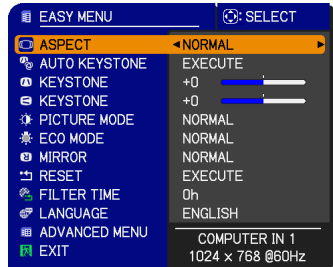 EASY MENU : SELECT
ASPECT NORMAL
AUTO KEYSTONE EXECUTE
KEYSTONE +0
KEYSTONE +0
PICTURE MODE NORMAL
ECO MODE NORMAL
MIRROR NORMAL
RESET EXECUTE
FILTER TIME 0h
LANGUAGE ENGLISH
ADVANCED MENU
EXIT
COMPUTER IN 1
1024 x 768 @60Hz